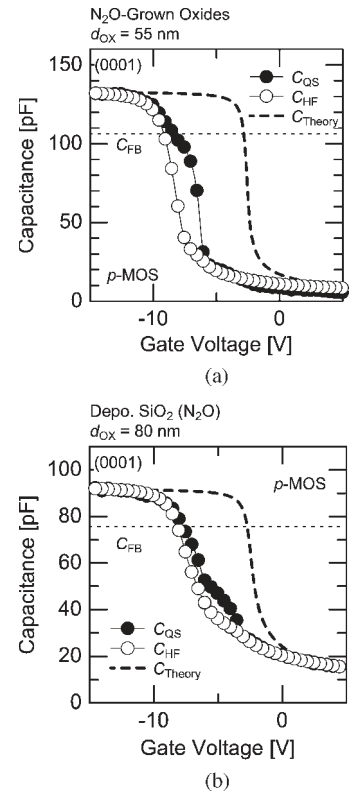 N₂O-Grown Oxides
dOX = 55 nm
150
(0001)
CQS
CHF
CTheory
100
CFB
50
p-MOS
0
-10
0
Capacitance [pF]
Gate Voltage [V]
(a)
Depo. SiO₂ (N₂O)
dOX = 80 nm
100
(0001)
p-MOS
80
CFB
60
40
CQS
CHF
CTheory
20
0
-10
0
Capacitance [pF]
Gate Voltage [V]
(b)